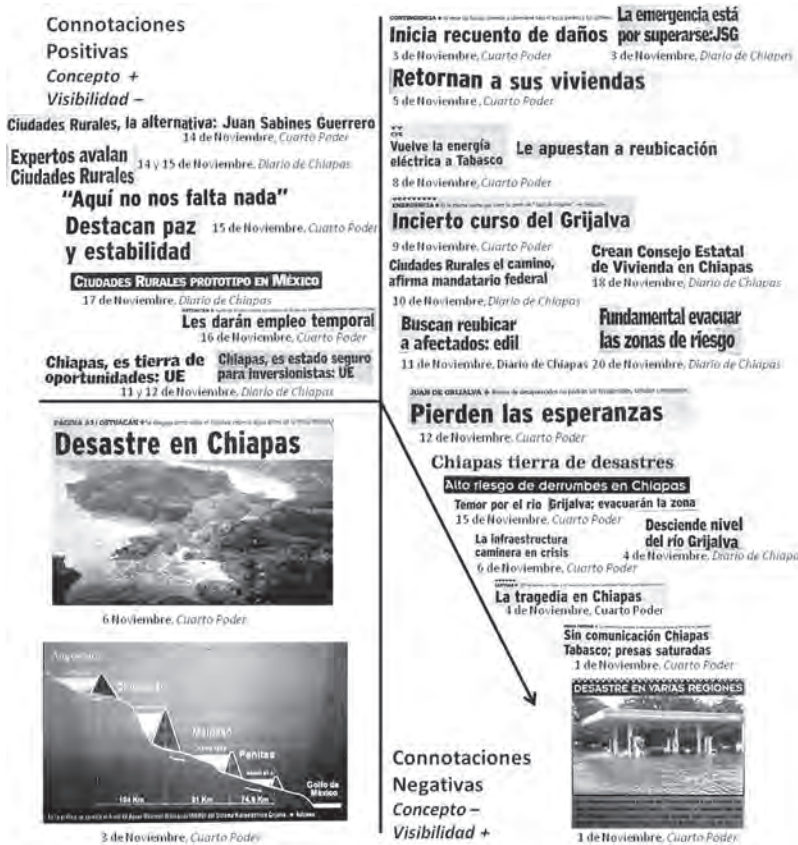 Connotaciones
Positivas
Concepto +
Visibilidad –
Ciudades Rurales, la alternativa: Juan Sabines Guerrero
14 de Noviembre, Cuarto Poder
Expertos avalan
Ciudades Rurales
14 y 15 de Noviembre, Diario de Chiapas
"Aquí no nos falta nada"
Destacan paz
y estabilidad
15 de Noviembre, Cuarto Poder
CIUDADES RURALES PROTOTIPO EN MÉXICO
17 de Noviembre, Diario de Chiapas
Les darán empleo temporal
16 de Noviembre, Cuarto Poder
Chiapas, es tierra de
oportunidades: UE
Chiapas, es estado seguro
para inversionistas: UE
11 y 12 de Noviembre, Diario de Chiapas
Inicia recuento de daños
3 de Noviembre, Cuarto Poder
La emergencia está
por superarse:JSG
3 de Noviembre, Diario de Chiapas
Retornan a sus viviendas
5 de Noviembre, Cuarto Poder
Vuelve la energía
eléctrica a Tabasco
Le apuestan a reubicación
8 de Noviembre, Cuarto Poder
Incierto curso del Grijalva
9 de Noviembre, Cuarto Poder
Ciudades Rurales el camino,
afirma mandatario federal
10 de Noviembre, Diario de Chiapas
Crean Consejo Estatal
de Vivienda en Chiapas
18 de Noviembre, Diario de Chiapas
Buscan reubicar
a afectados: edil
11 de Noviembre, Diario de Chiapas
Fundamental evacuar
las zonas de riesgo
20 de Noviembre, Diario de Chiapas
JUAN DE GRIJALVA
Pierden las esperanzas
12 de Noviembre, Cuarto Poder
Chiapas tierra de desastres
Alto riesgo de derrumbes en Chiapas
Temor por el río Grijalva; evacuarán la zona
15 de Noviembre, Cuarto Poder
La infraestructura
caminera en crisis
6 de Noviembre, Cuarto Poder
Desciende nivel
del río Grijalva
4 de Noviembre, Diario de Chiapa
La tragedia en Chiapas
4 de Noviembre, Cuarto Poder
Sin comunicación Chiapas
Tabasco; presas saturadas
1 de Noviembre, Cuarto Poder
DESASTRE EN VARIAS REGIONES
1 de Noviembre, Cuarto Poder
Desastre en Chiapas
6 Noviembre, Cuarto Poder
Peñitas
Golfo de
México
3 de Noviembre, Cuarto Poder
Connotaciones
Negativas
Concepto –
Visibilidad +